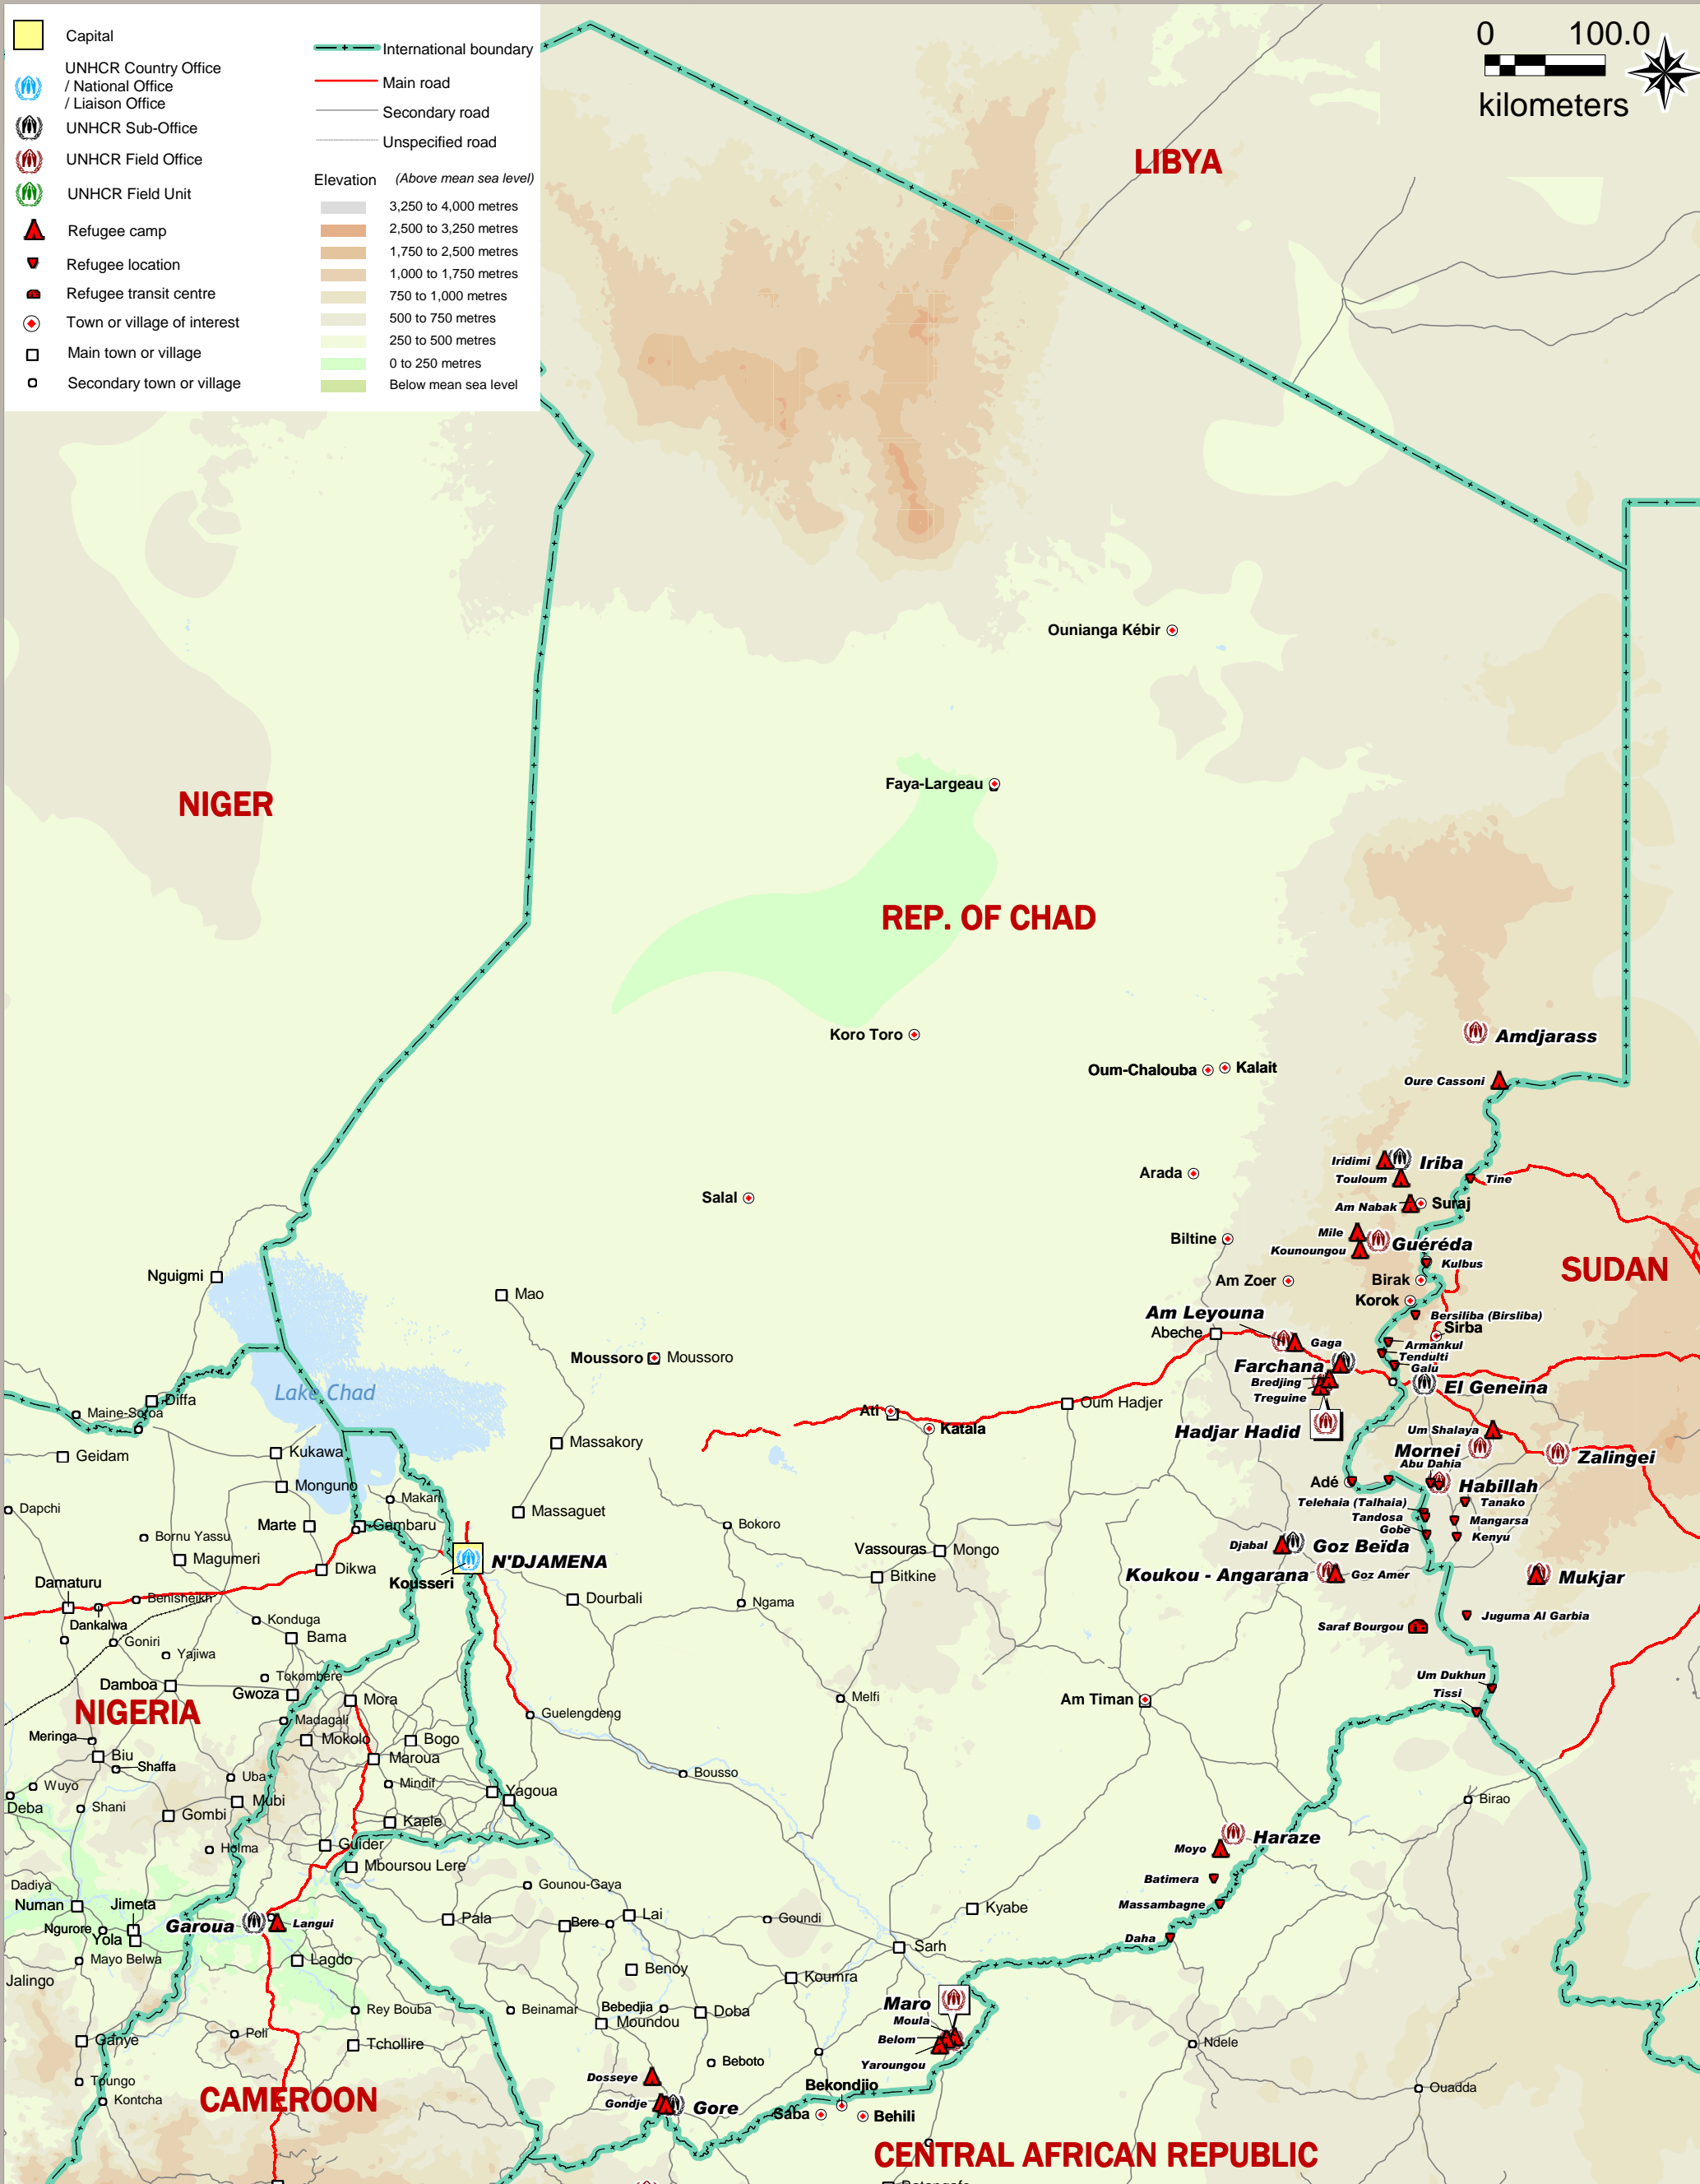 Capital
UNHCR Country Office
/ National Office
/ Liaison Office
UNHCR Sub-Office
UNHCR Field Office
UNHCR Field Unit
Refugee camp
Refugee location
Refugee transit centre
Town or village of interest
Main town or village
Secondary town or village
International boundary
Main road
Secondary road
Unspecified road
Elevation (Above mean sea level)
3,250 to 4,000 metres
2,500 to 3,250 metres
1,750 to 2,500 metres
1,000 to 1,750 metres
750 to 1,000 metres
500 to 750 metres
250 to 500 metres
0 to 250 metres
Below mean sea level
0 100.0
kilometers
LIBYA
Ounianga Kébir
Faya-Largeau
NIGER
REP. OF CHAD
Koro Toro
Amdjarass
Oum-Chalouba
Kalait
Oure Cassoni
Iridimi
Iriba
Arada
Touloum
Tine
Salal
Am Nabak
Suraj
Mile
Biltine
Guéréda
Kounoungou
Kulbus
SUDAN
Nguigmi
Am Zoer
Birak
Mao
Korok
Am Leyouna
Bersiliba (Birsliba)
Sirba
Abeche
Gaga
Armankul
Moussoro
Moussoro
Tendulti
Farchana
Galu
Bredjing
El Geneina
Lake Chad
Treguine
Diffa
Oum Hadjer
Maine-Soroa
Ati
Katala
Hadjar Hadid
Um Shalaya
Massakory
Mornei
Kukawa
Geidam
Zalingei
Abu Dahia
Adé
Habillah
Monguno
Makari
Telehaia (Talhaia)
Tanako
Dapchi
Massaguet
Tandosa
Mangarsa
Marte
Gambaru
Bokoro
Gobe
Kenyu
Bornu Yassu
Djabal
Goz Beïda
Vassouras
Mongo
Magumeri
N'DJAMENA
Dikwa
Koukou - Angarana
Goz Amer
Bitkine
Mukjar
Kousseri
Damaturu
Benisheikh
Dourbali
Ngama
Juguma Al Garbia
Dankalwa
Konduga
Saraf Bourgou
Goniri
Bama
Yajiwa
Tokombere
Um Dukhun
Damboa
Gwoza
Tissi
Mora
Melfi
Am Timan
NIGERIA
Madagali
Guelengdeng
Meringa
Mokolo
Bogo
Biu
Maroua
Shaffa
Bousso
Uba
Wuyo
Mindif
Yagoua
Birao
Deba
Shani
Mubi
Gombi
Kaele
Haraze
Guider
Holma
Moyo
Mboursou Lere
Batimera
Dadiya
Gounou-Gaya
Numan
Jimeta
Massambagne
Kyabe
Lai
Garoua
Langui
Pala
Bere
Goundi
Ngurore
Yola
Daha
Sarh
Mayo Belwa
Lagdo
Benoy
Jalingo
Koumra
Maro
Rey Bouba
Beinamar
Bebedjia
Doba
Moundou
Moula
Poli
Belom
Ganye
Tchollire
Ndele
Beboto
Yaroungou
Dosseye
Toungo
Bekondjio
Ouadda
CAMEROON
Kontcha
Gondje
Gore
Saba
Behili
CENTRAL AFRICAN REPUBLIC